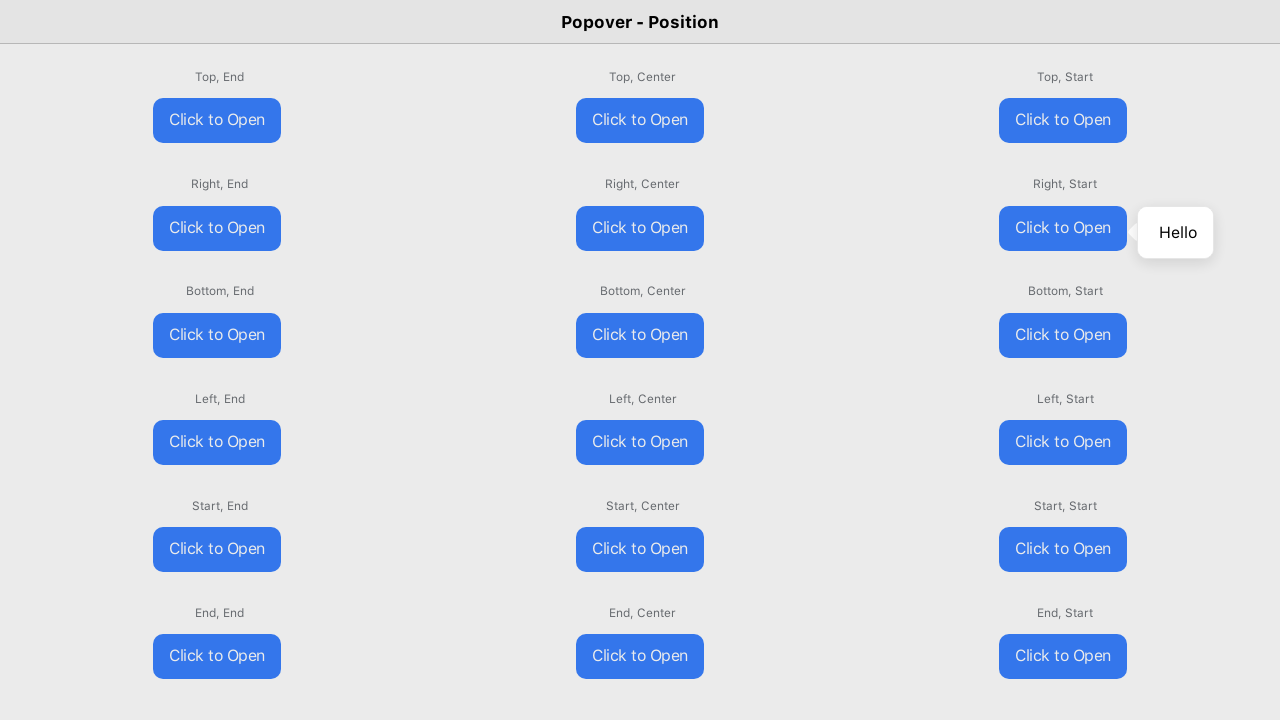 Popover - Position
Top, End
Top, Center
Top, Start
Click to Open
Click to Open
Click to Open
Right, End
Right, Center
Right, Start
Click to Open
Click to Open
Click to Open
Hello
Bottom, End
Bottom, Center
Bottom, Start
Click to Open
Click to Open
Click to Open
Left, End
Left, Center
Left, Start
Click to Open
Click to Open
Click to Open
Start, End
Start, Center
Start, Start
Click to Open
Click to Open
Click to Open
End, End
End, Center
End, Start
Click to Open
Click to Open
Click to Open